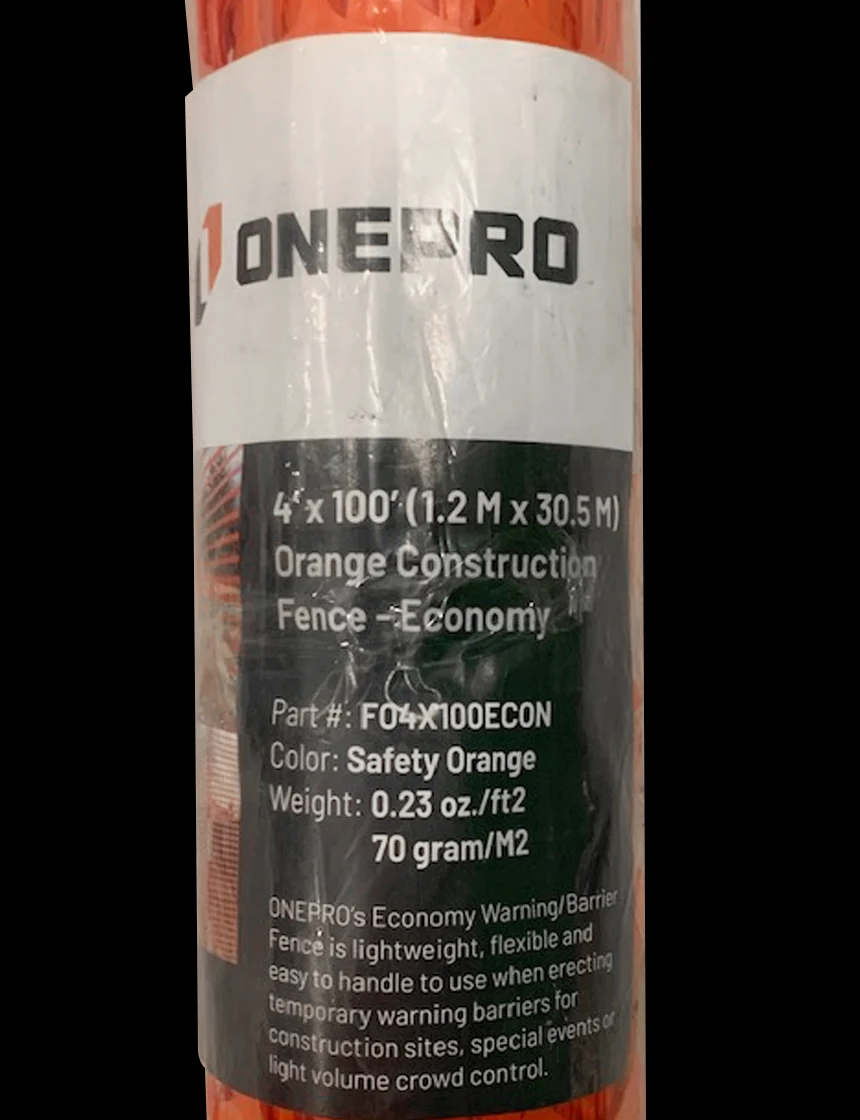 1 ONEPRO
4' x 100' (1.2 M x 30.5 M)
Orange Construction
Fence – Economy
Part #: FO4X100ECON
Color: Safety Orange
Weight: 0.23 oz./ft2
70 gram/M2
ONEPRO's Economy Warning/Barrier
Fence is lightweight, flexible and
easy to handle to use when erecting
temporary warning barriers for
construction sites, special events or
light volume crowd control.